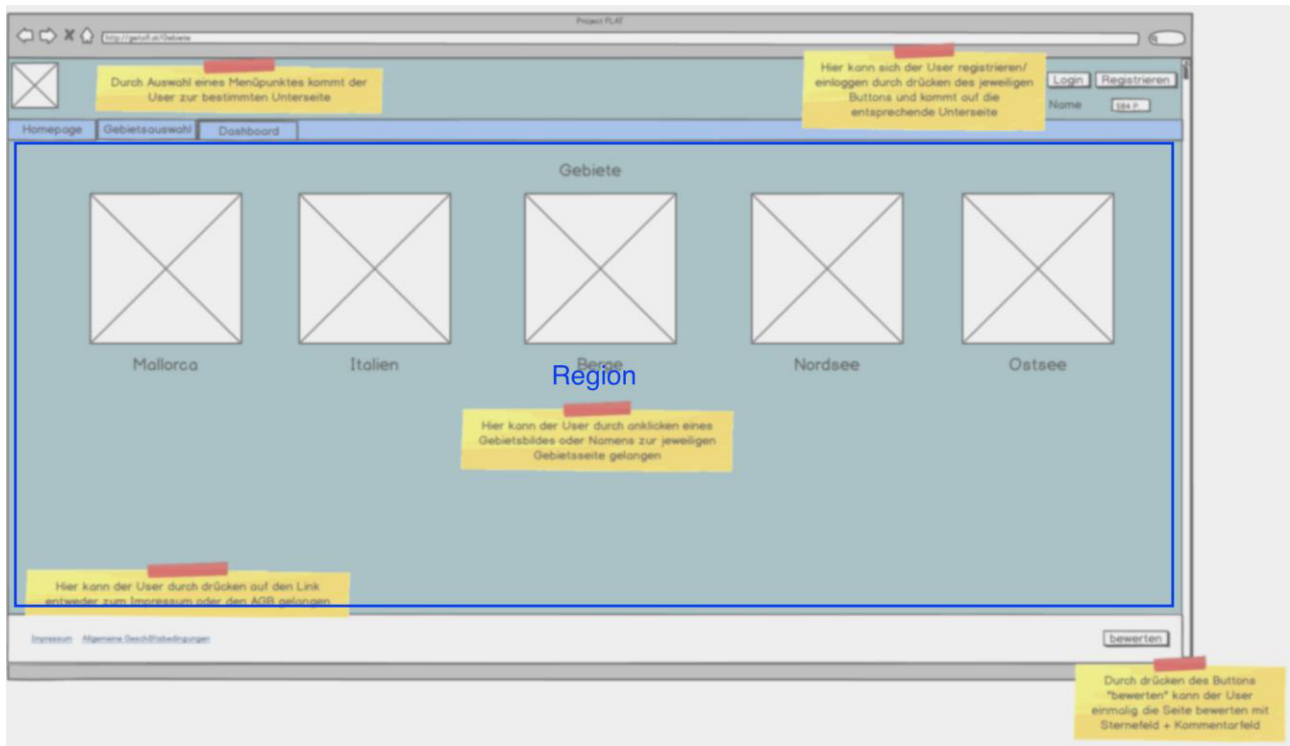 Project FLAT
Durch Auswahl eines Menüpunktes kommt der
User zur bestimmten Unterseite
Hier kann sich der User registrieren/
einloggen durch drücken des jeweiligen
Buttons und kommt auf die
entsprechende Unterseite
Login Registrieren
Name 584 P.
Homepage Gebietsauswahl Dashboard
Gebiete
Mallorca Italien Berge Nordsee Ostsee
Region
Hier kann der User durch anklicken eines
Gebietsbildes oder Namens zur jeweiligen
Gebietsseite gelangen
Hier kann der User durch drücken auf den Link
entweder zum Impressum oder den AGB gelangen
Impressum Allgemeine Geschäftsbedingungen
bewerten
Durch drücken des Buttons
"bewerten" kann der User
einmalig die Seite bewerten mit
Sternefeld + Kommentarfeld